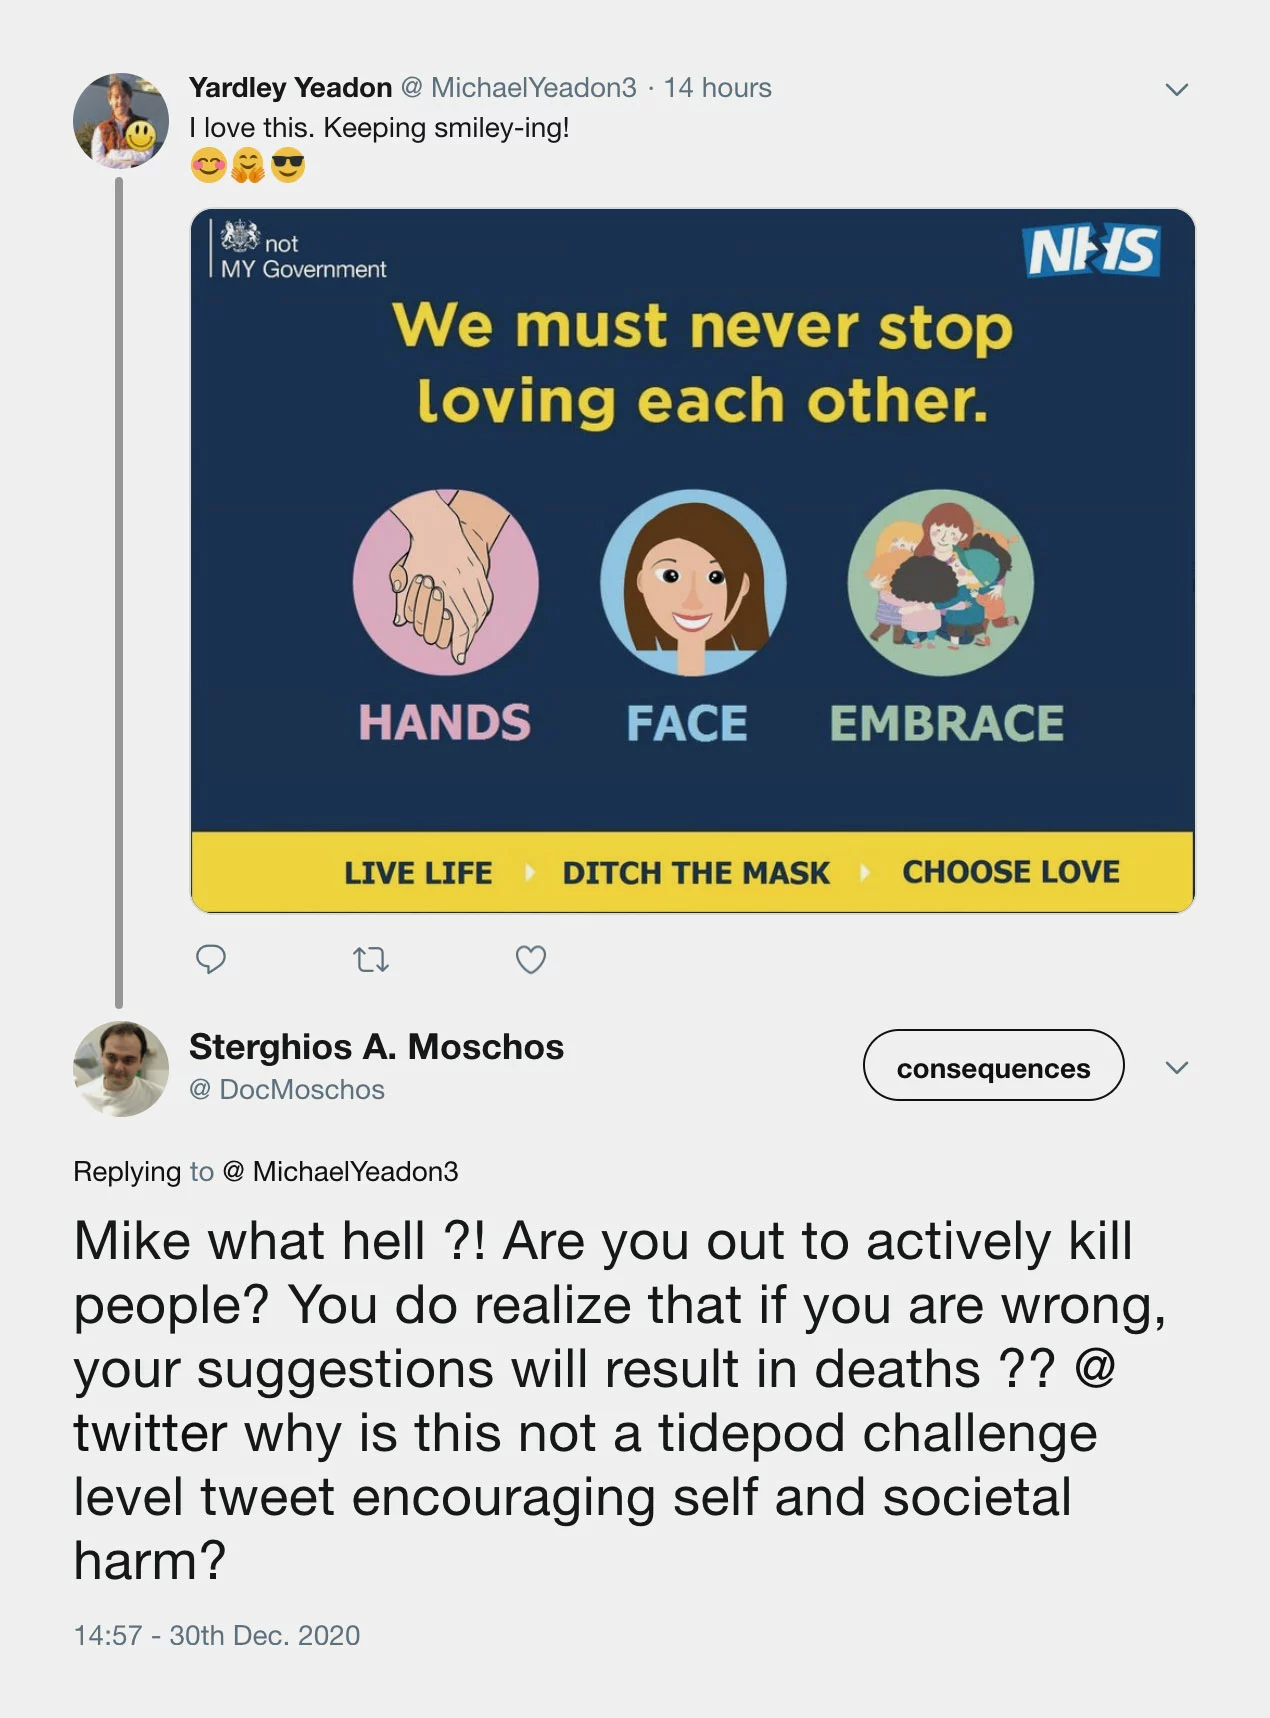 Yardley Yeadon @ MichaelYeadon3 · 14 hours
I love this. Keeping smiley-ing!
not
MY Government
NHS
We must never stop
loving each other.
HANDS FACE EMBRACE
LIVE LIFE DITCH THE MASK CHOOSE LOVE
Sterghios A. Moschos
@ DocMoschos
consequences
Replying to @ MichaelYeadon3
Mike what hell ?! Are you out to actively kill
people? You do realize that if you are wrong,
your suggestions will result in deaths ?? @
twitter why is this not a tidepod challenge
level tweet encouraging self and societal
harm?
14:57 - 30th Dec. 2020